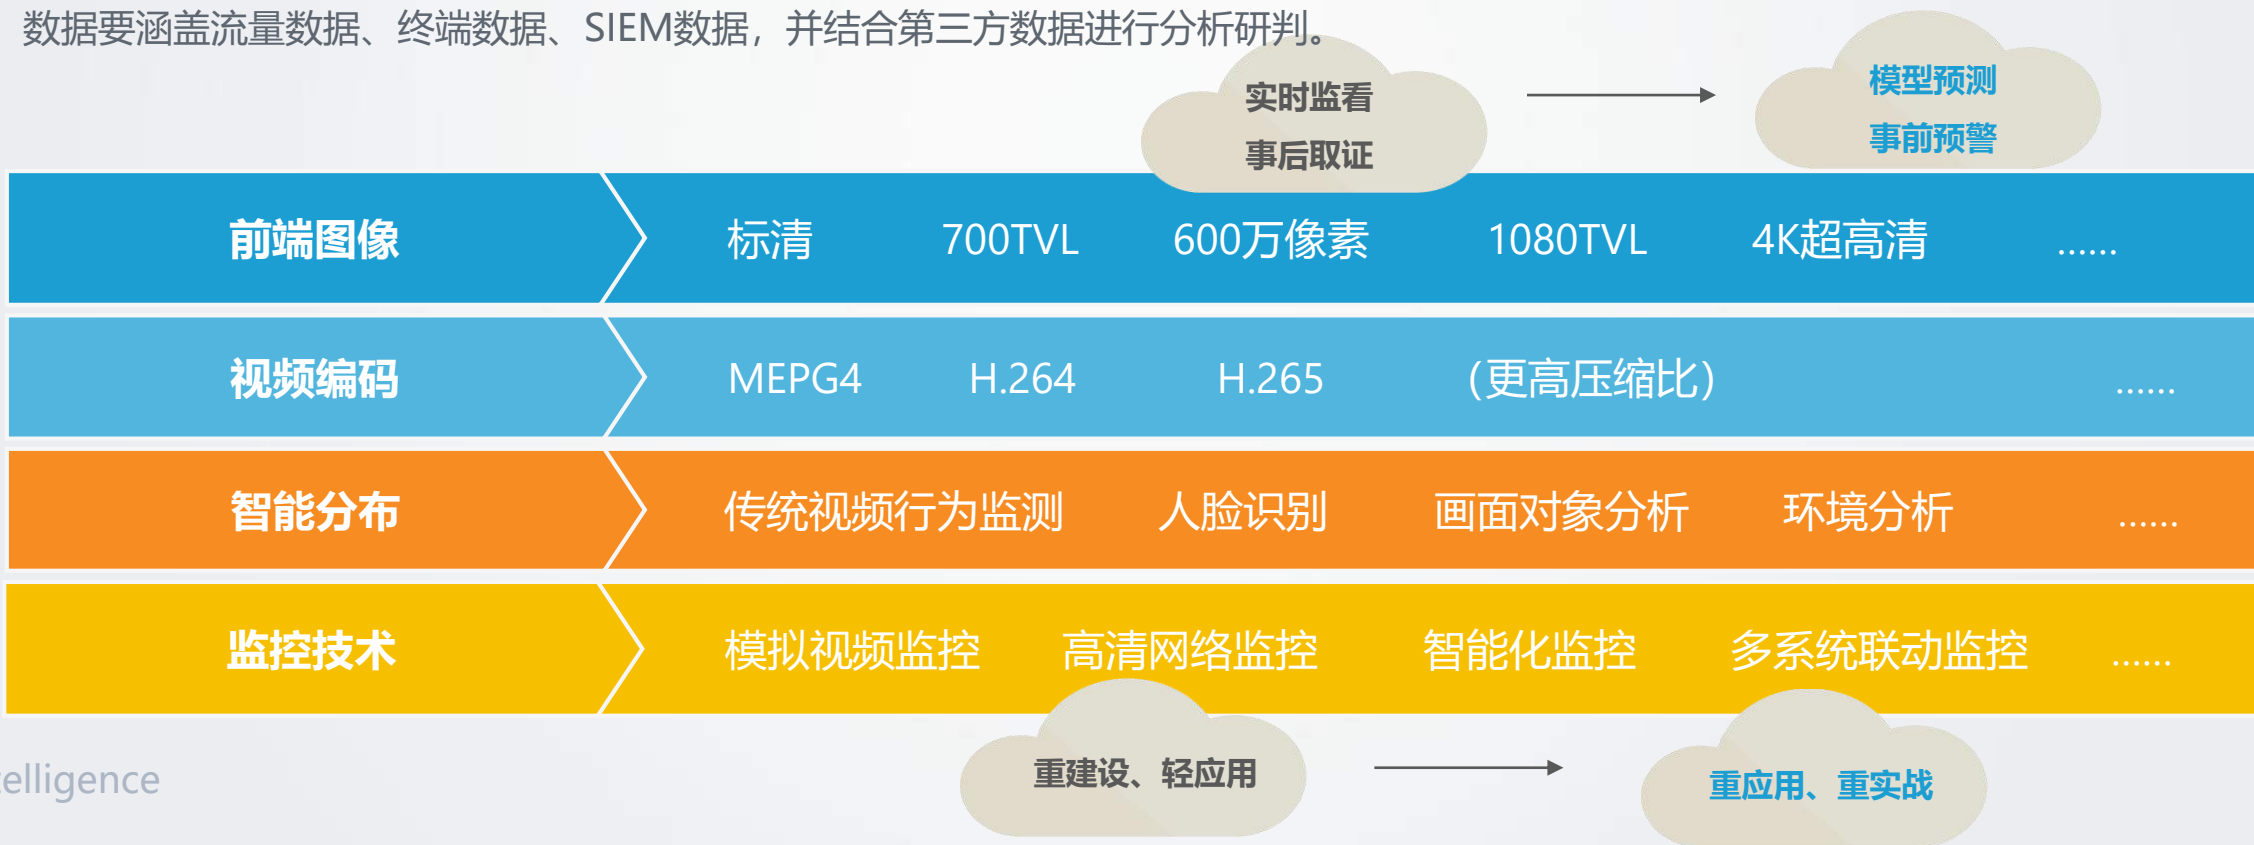 数据要涵盖流量数据、终端数据、SIEM数据，并结合第三方数据进行分析研判。
实时监看
事后取证
模型预测
事前预警
前端图像 标清 700TVL 600万像素 1080TVL 4K超高清 ......
视频编码 MEPG4 H.264 H.265 （更高压缩比） ......
智能分布 传统视频行为监测 人脸识别 画面对象分析 环境分析 ......
监控技术 模拟视频监控 高清网络监控 智能化监控 多系统联动监控 ......
重建设、轻应用
重应用、重实战
elligence